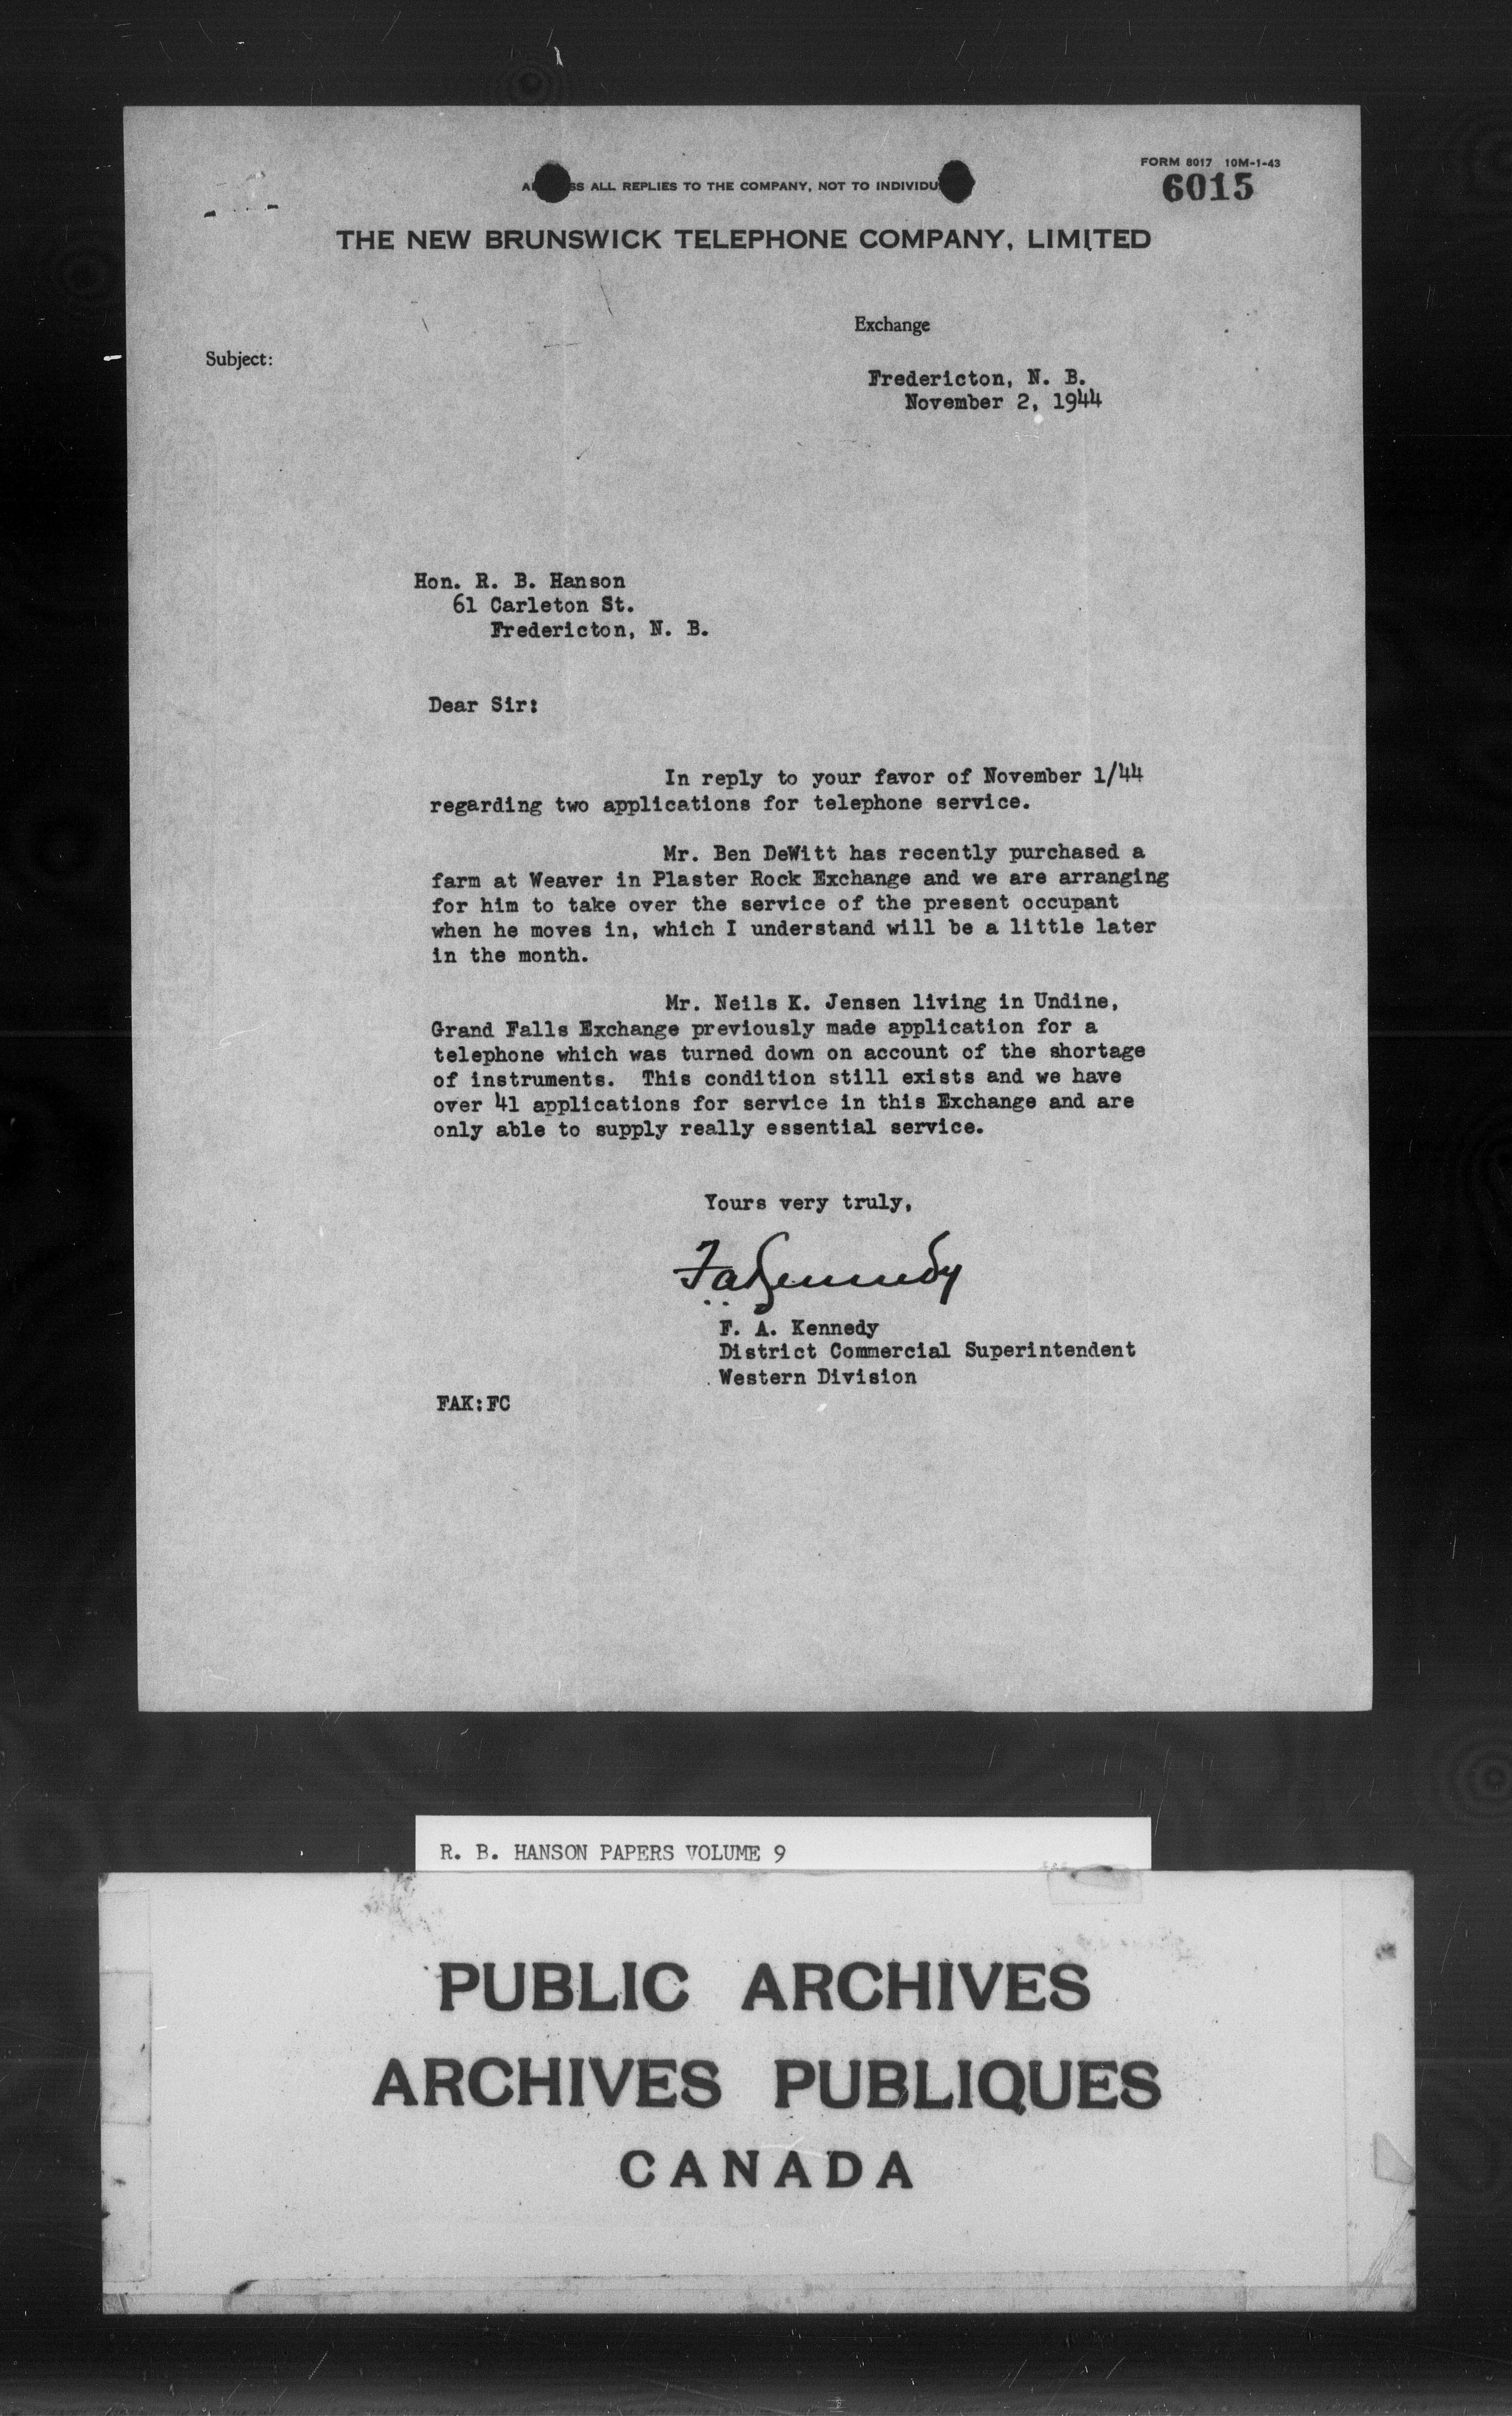 FORM 8017 10M-1-43
6015
SS ALL REPLIES TO THE COMPANY, NOT TO INDIVIDU
THE NEW BRUNSWICK TELEPHONE COMPANY, LIMITED
Exchange
Subject:
Fredericton, N. B.
November 2, 1944
Hon. R. B. Hanson
61 Carleton St.
Fredericton, N. B.
Dear Sir:
In reply to your favor of November 1/44
regarding two applications for telephone service.
Mr. Ben DeWitt has recently purchased a
farm at Weaver in Plaster Rock Exchange and we are arranging
for him to take over the service of the present occupant
when he moves in, which I understand will be a little later
in the month.
Mr. Neils K. Jensen living in Undine,
Grand Falls Exchange previously made application for a
telephone which was turned down on account of the shortage
of instruments. This condition still exists and we have
over 41 applications for service in this Exchange and are
only able to supply really essential service.
Yours very truly,
F a Kennedy
F. A. Kennedy
District Commercial Superintendent
Western Division
FAK:FC
R. B. HANSON PAPERS VOLUME 9
PUBLIC ARCHIVES
ARCHIVES PUBLIQUES
CANADA